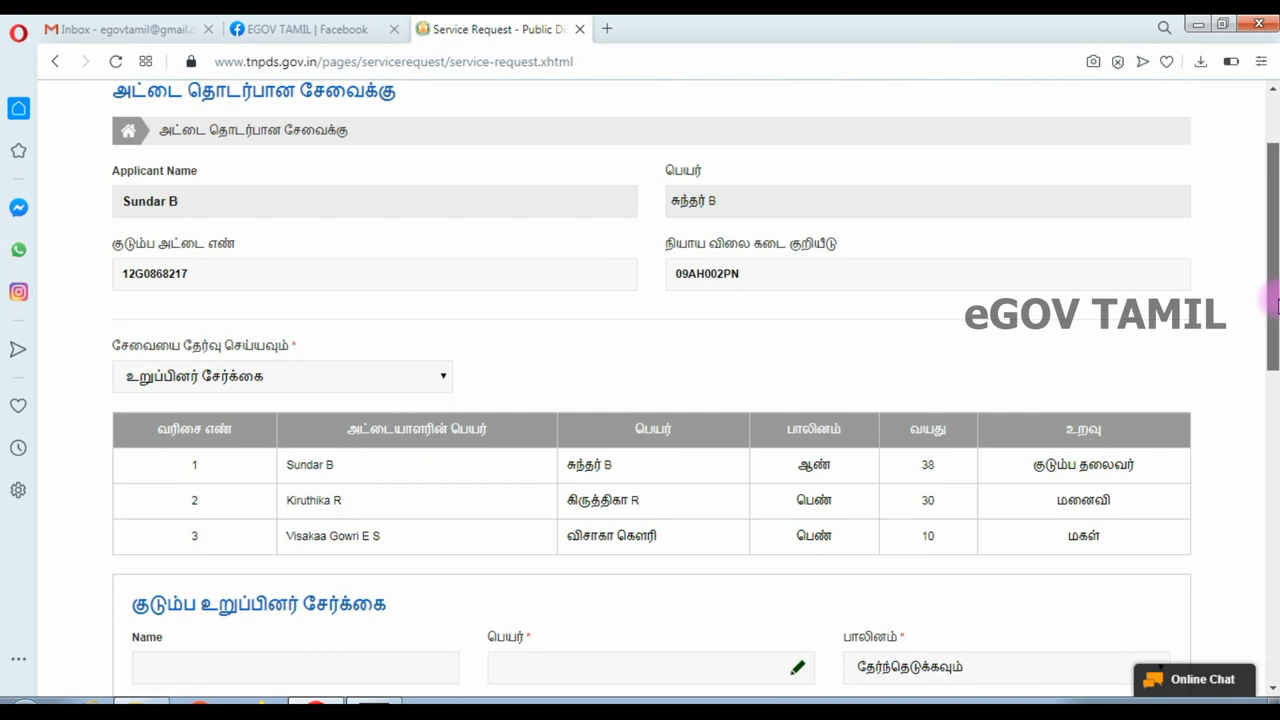 Inbox - egovtamil@gmail.c
EGOV TAMIL | Facebook
Service Request - Public Di
www.tnpds.gov.in/pages/servicerequest/service-request.xhtml
அட்டை தொடர்பான சேவைக்கு
அட்டை தொடர்பான சேவைக்கு
Applicant Name
பெயர்
Sundar B
சுந்தர் B
குடும்ப அட்டை எண்
நியாய விலை கடை குறியீடு
12G0868217
09AH002PN
eGOV TAMIL
சேவையை தேர்வு செய்யவும் *
உறுப்பினர் சேர்க்கை
வரிசை எண் அட்டையாளரின் பெயர் பெயர் பாலினம் வயது உறவு
1 Sundar B சுந்தர் B ஆண் 38 குடும்ப தலைவர்
2 Kiruthika R கிருத்திகா R பெண் 30 மனைவி
3 Visakaa Gowri E S விசாகா கௌரி பெண் 10 மகள்
குடும்ப உறுப்பினர் சேர்க்கை
Name
பெயர் *
பாலினம் *
தேர்ந்தெடுக்கவும்
Online Chat